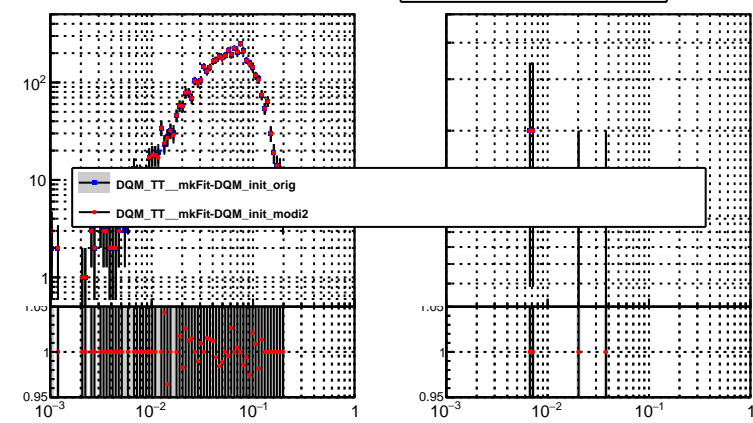 10²
10
1
DQM_TT__mkFit-DQM_init_orig
DQM_TT__mkFit-DQM_init_modi2
1.05 1.05
1 1
0.95 0.95
10⁻³ 10⁻² 10⁻¹ 1 10⁻³ 10⁻² 10⁻¹ 1